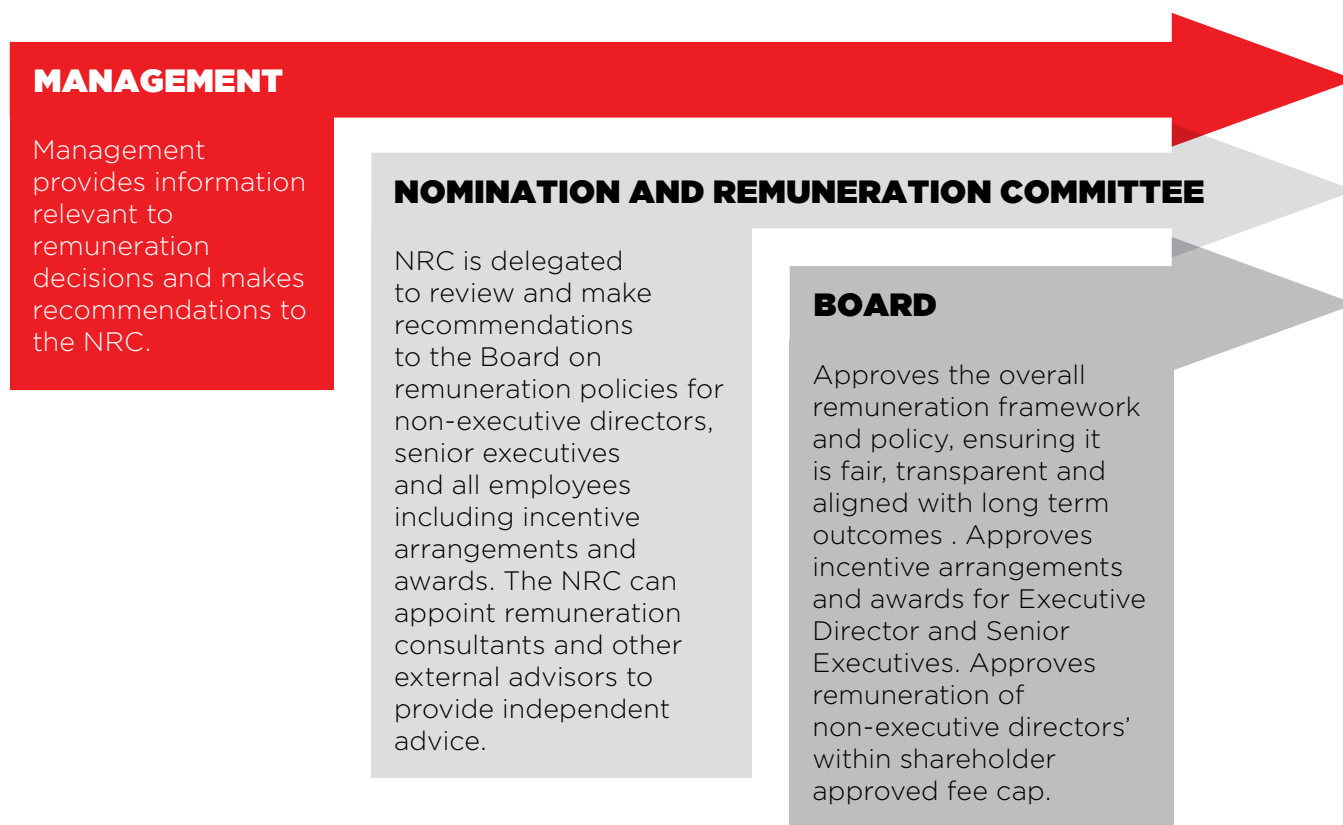 MANAGEMENT
Management
provides information
relevant to
remuneration
decisions and makes
recommendations to
the NRC.
NOMINATION AND REMUNERATION COMMITTEE
NRC is delegated
to review and make
recommendations
to the Board on
remuneration policies for
non-executive directors,
senior executives
and all employees
including incentive
arrangements and
awards. The NRC can
appoint remuneration
consultants and other
external advisors to
provide independent
advice.
BOARD
Approves the overall
remuneration framework
and policy, ensuring it
is fair, transparent and
aligned with long term
outcomes . Approves
incentive arrangements
and awards for Executive
Director and Senior
Executives. Approves
remuneration of
non-executive directors’
within shareholder
approved fee cap.